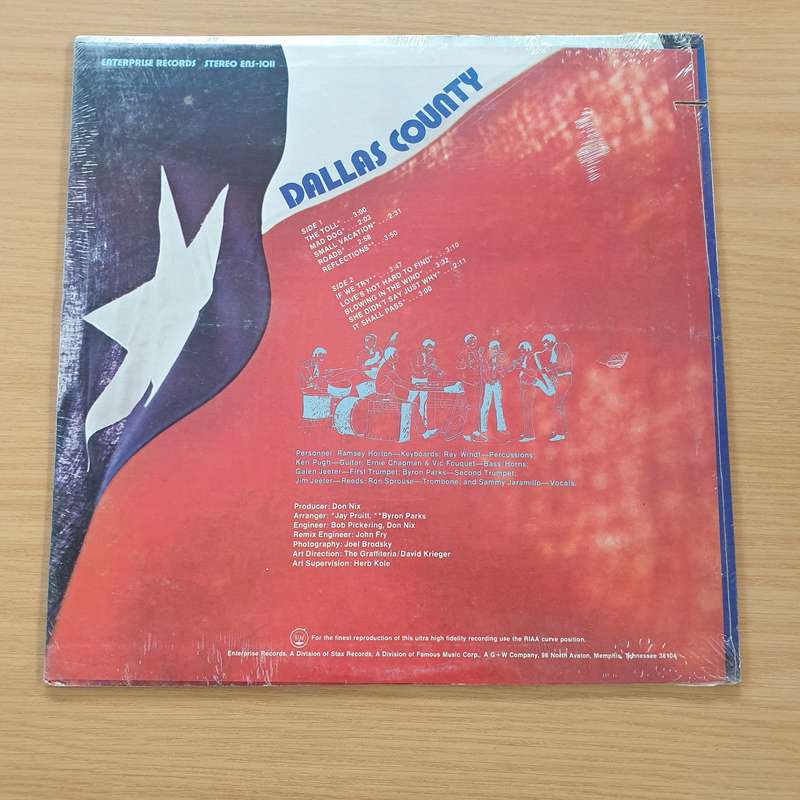 ENTERPRISE RECORDS STEREO ENS-1011
DALLAS COUNTY
SIDE 1
THE TOLL* . . . 3:00
MAD DOG* . . . 2:03
SMALL VACATION* . . . 2:31
ROADS* . . . 2:58
REFLECTIONS** . . . 3:50
SIDE 2
IF WE TRY** . . . 3:47
LOVE'S NOT HARD TO FIND* . . . 3:10
BLOWING IN THE WIND* . . . 3:32
SHE DIDN'T SAY JUST WHY* . . . 2:11
IT SHALL PASS* . . . 3:00
Personnel: Ramsey Horton—Keyboards; Ray Windt—Percussions;
Ken Pugh—Guitar; Ernie Chapman & Vic Fouquet—Bass Horns;
Galen Jeeter—First Trumpet; Byron Parks—Second Trumpet;
Jim Jeeter—Reeds; Ron Sprouse—Trombone; and Sammy Jaramillo—Vocals.
Producer: Don Nix
Arranger: *Jay Pruitt, **Byron Parks
Engineer: Bob Pickering, Don Nix
Remix Engineer: John Fry
Photography: Joel Brodsky
Art Direction: The Graffiteria/David Krieger
Art Supervision: Herb Kole
For the finest reproduction of this ultra high fidelity recording use the RIAA curve position.
Enterprise Records, A Division of Stax Records, A Division of Famous Music Corp., A G+W Company, 98 North Avalon, Memphis, Tennessee 38104